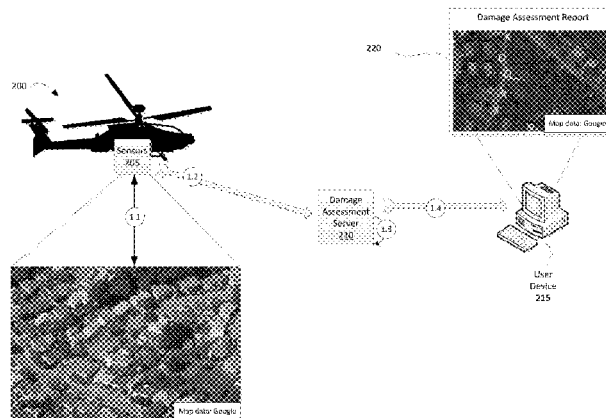 Damage Assessment Report
220
200
Map data: Google
Sensors
205
1.2
1.1
Damage
Assessment
Server
1.4
1.3
User
Device
215
Map data: Google